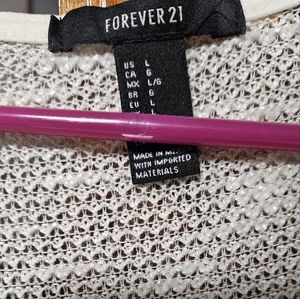 FOREVER 21
US L
CA G
MX L/G
BR G
EU L
L
MADE IN
WITH IMPORTED
MATERIALS